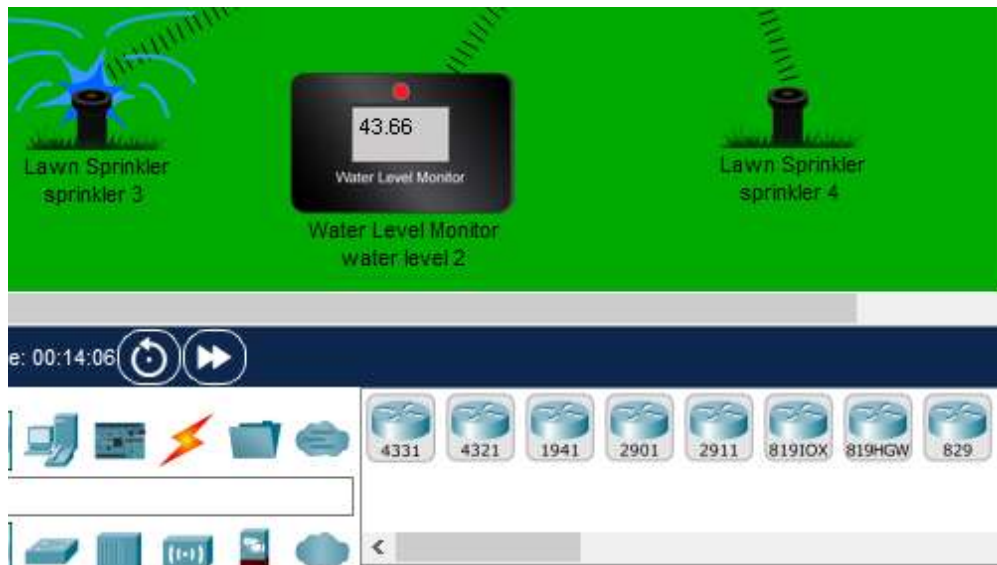 43.66
Water Level Monitor
Lawn Sprinkler
sprinkler 3
Water Level Monitor
water level 2
Lawn Sprinkler
sprinkler 4
e: 00:14:06
4331
4321
1941
2901
2911
819IOX
819HGW
829